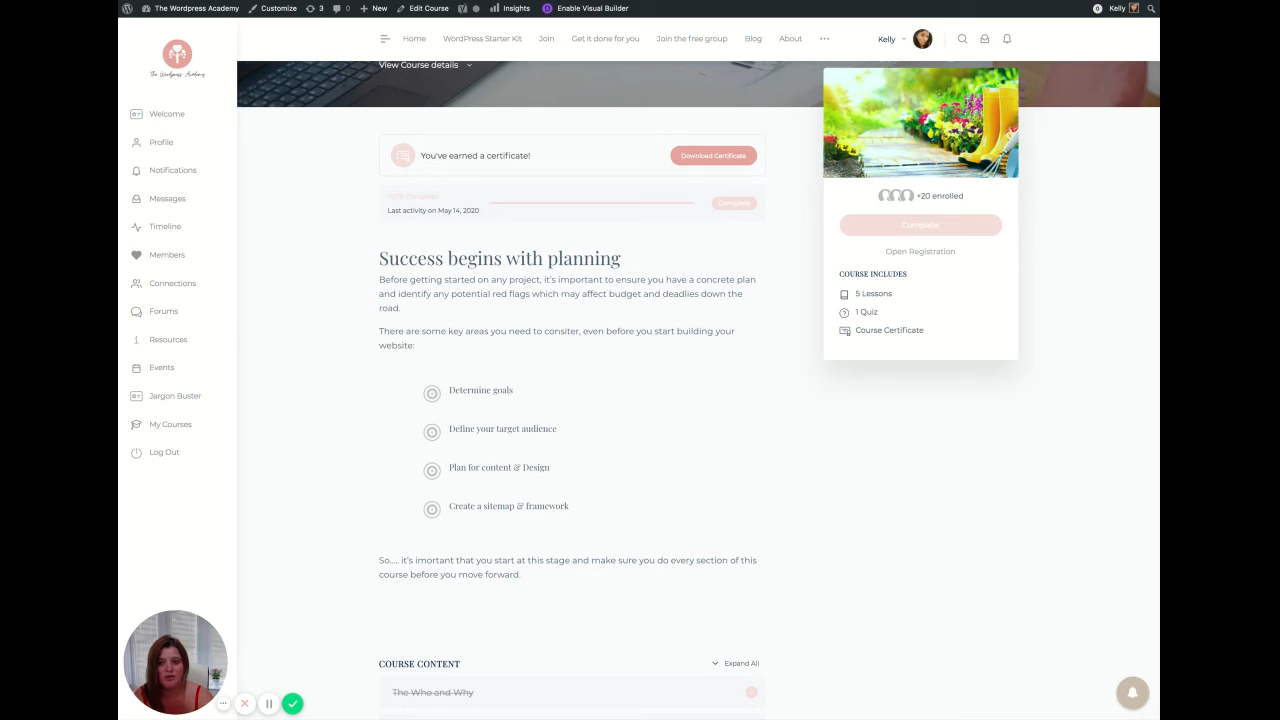 The Wordpress Academy Customize 3 0 New Edit Course Insights Enable Visual Builder 0 Kelly
The Wordpress Academy
Home WordPress Starter Kit Join Get it done for you Join the free group Blog About Kelly
View Course details
Welcome
Profile
Notifications
Messages
Timeline
Members
Connections
Forums
Resources
Events
Jargon Buster
My Courses
Log Out
You've earned a certificate! Download Certificate
100% Complete
Last activity on May 14, 2020
Complete
Success begins with planning
Before getting started on any project, it's important to ensure you have a concrete plan
and identify any potential red flags which may affect budget and deadlies down the
road.
There are some key areas you need to consiter, even before you start building your
website:
Determine goals
Define your target audience
Plan for content & Design
Create a sitemap & framework
So..... it's imortant that you start at this stage and make sure you do every section of this
course before you move forward.
COURSE CONTENT Expand All
The Who and Why
+20 enrolled
Complete
Open Registration
COURSE INCLUDES
5 Lessons
1 Quiz
Course Certificate